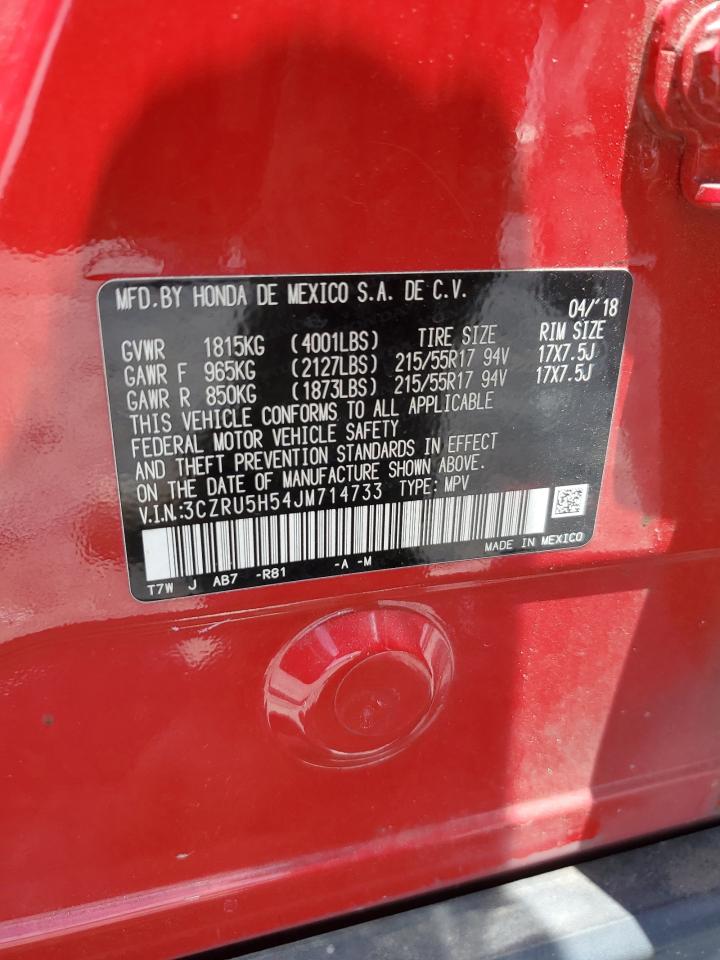 MFD.BY HONDA DE MEXICO S.A. DE C.V.
04/'18
GVWR 1815KG (4001LBS) TIRE SIZE RIM SIZE
GAWR F 965KG (2127LBS) 215/55R17 94V 17X7.5J
GAWR R 850KG (1873LBS) 215/55R17 94V 17X7.5J
THIS VEHICLE CONFORMS TO ALL APPLICABLE
FEDERAL MOTOR VEHICLE SAFETY
AND THEFT PREVENTION STANDARDS IN EFFECT
ON THE DATE OF MANUFACTURE SHOWN ABOVE.
V.I.N.:3CZRU5H54JM714733 TYPE: MPV
MADE IN MEXICO
T7W J AB7 -R81 -A -M